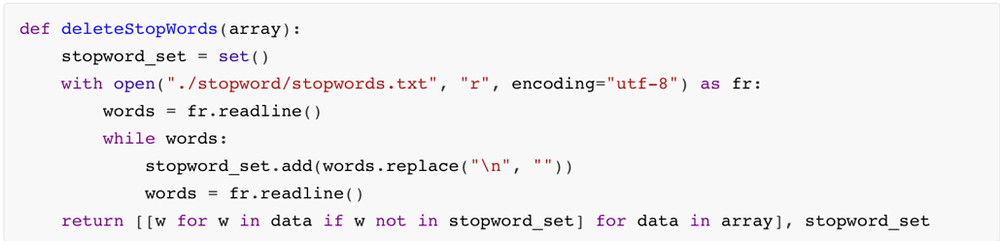 def deleteStopWords(array):
    stopword_set = set()
    with open("./stopword/stopwords.txt", "r", encoding="utf-8") as fr:
        words = fr.readline()
        while words:
            stopword_set.add(words.replace("\n", ""))
            words = fr.readline()
    return [[w for w in data if w not in stopword_set] for data in array], stopword_set